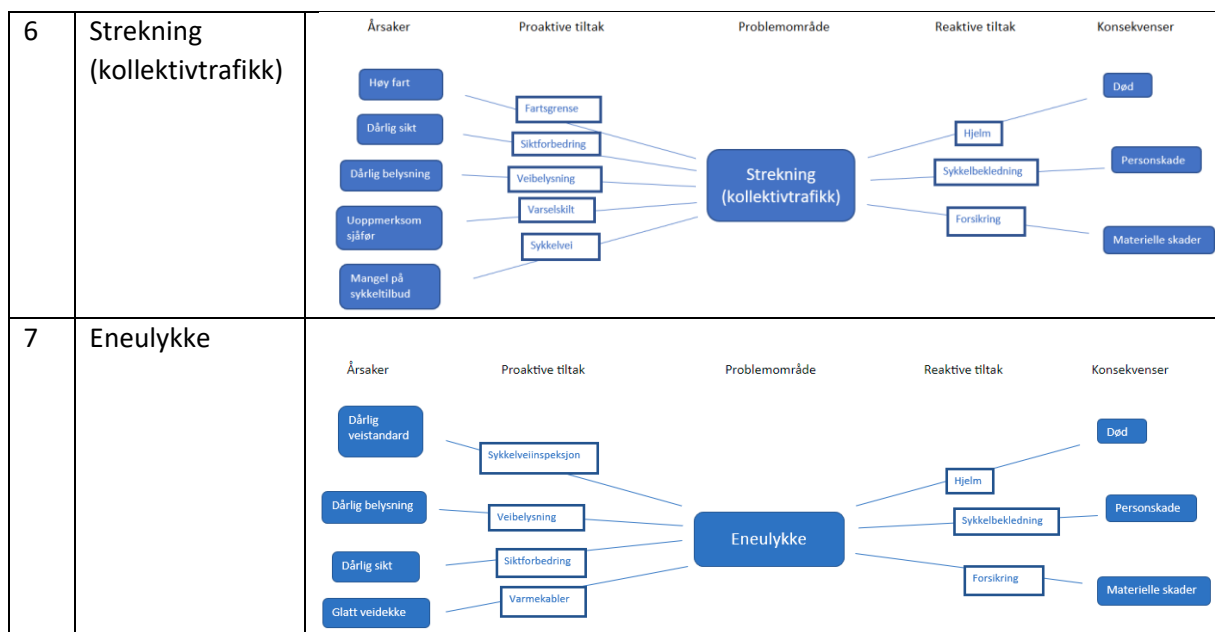 6
Strekning
(kollektivtrafikk)
Årsaker
Proaktive tiltak
Problemområde
Reaktive tiltak
Konsekvenser
Høy fart
Fartsgrense
Død
Dårlig sikt
Siktforbedring
Hjelm
Dårlig belysning
Veibelysning
Strekning
(kollektivtrafikk)
Sykkelbekledning
Personskade
Uoppmerksom
sjåfør
Varselskilt
Forsikring
Materielle skader
Mangel på
sykkeltilbud
Sykkelvei
7
Eneulykke
Årsaker
Proaktive tiltak
Problemområde
Reaktive tiltak
Konsekvenser
Dårlig
veistandard
Sykkelveiinspeksjon
Død
Hjelm
Dårlig belysning
Veibelysning
Eneulykke
Sykkelbekledning
Personskade
Dårlig sikt
Siktforbedring
Forsikring
Materielle skader
Glatt veidekke
Varmekabler